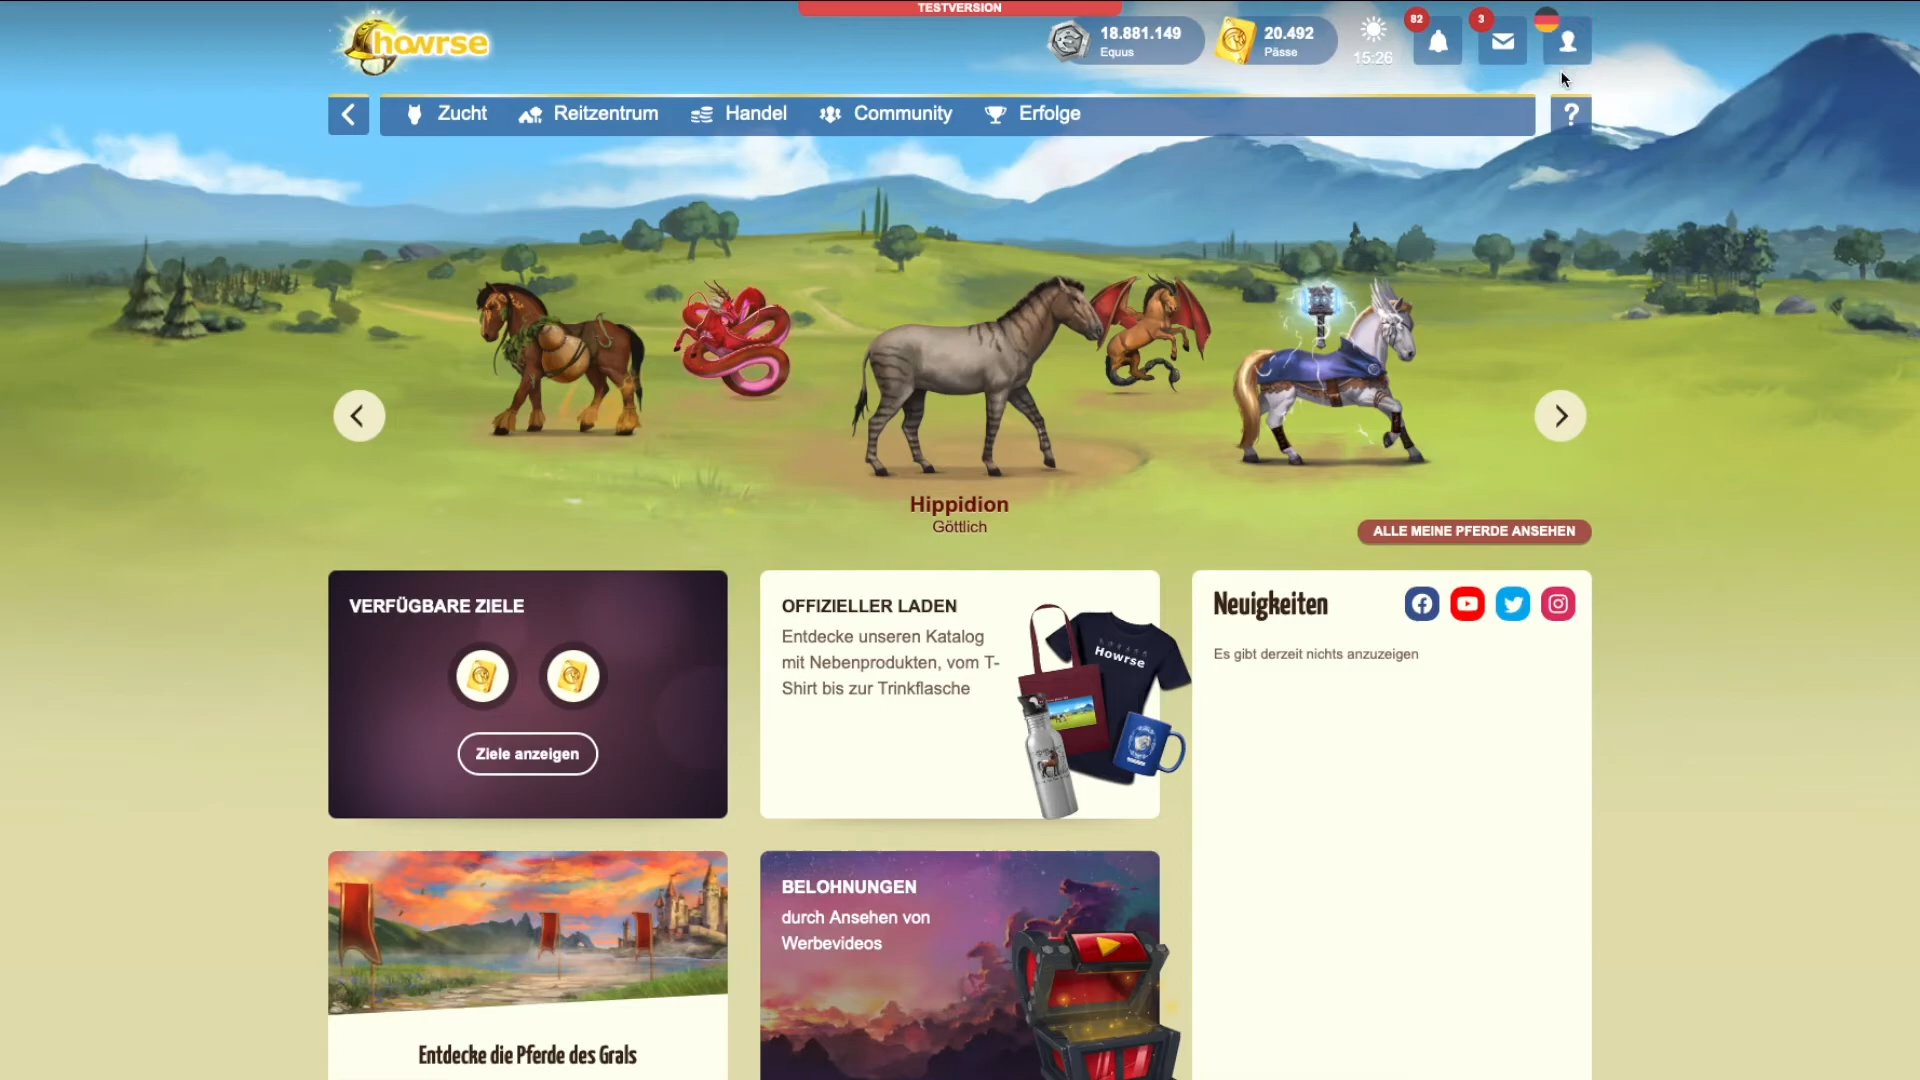 TESTVERSION
howrse
18.881.149
Equus
20.492
Pässe
15:26
82
3
Zucht
Reitzentrum
Handel
Community
Erfolge
?
Hippidion
Göttlich
ALLE MEINE PFERDE ANSEHEN
VERFÜGBARE ZIELE
Ziele anzeigen
OFFIZIELLER LADEN
Entdecke unseren Katalog
mit Nebenprodukten, vom T-
Shirt bis zur Trinkflasche
Howrse
Neuigkeiten
Es gibt derzeit nichts anzuzeigen
Entdecke die Pferde des Grals
BELOHNUNGEN
durch Ansehen von
Werbevideos